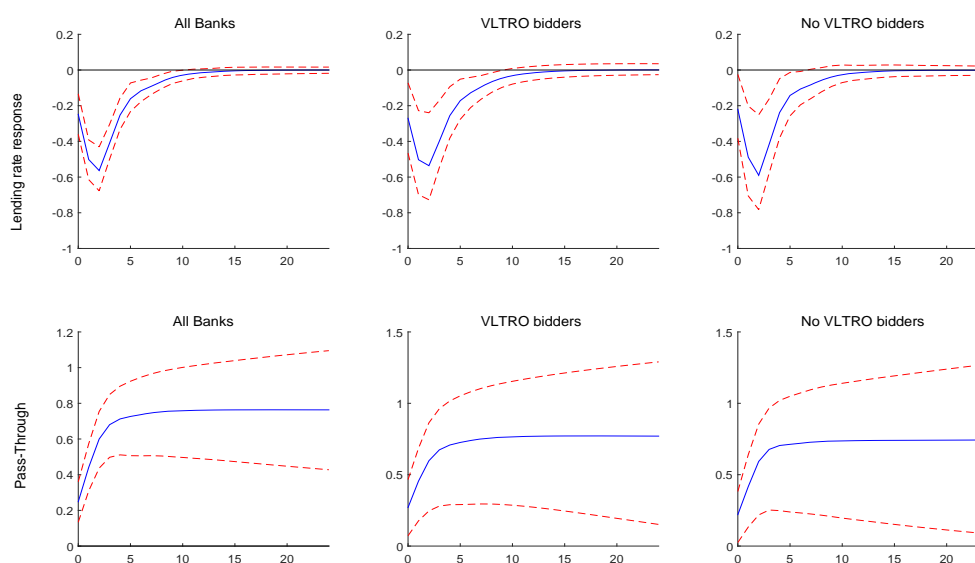 All Banks
VLTRO bidders
No VLTRO bidders
Lending rate response
0.2
0
-0.2
-0.4
-0.6
-0.8
-1
0 5 10 15 20
0.2
0
-0.2
-0.4
-0.6
-0.8
-1
0 5 10 15 20
0.2
0
-0.2
-0.4
-0.6
-0.8
-1
0 5 10 15 20
All Banks
VLTRO bidders
No VLTRO bidders
Pass-Through
1.2
1
0.8
0.6
0.4
0.2
0
0 5 10 15 20
1.5
1
0.5
0
0 5 10 15 20
1.5
1
0.5
0
0 5 10 15 20